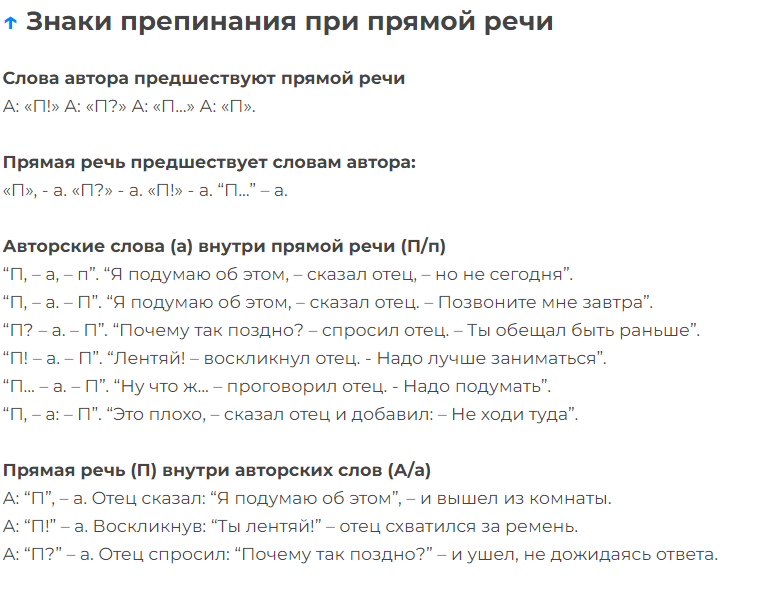 ↑ Знаки препинания при прямой речи
Слова автора предшествуют прямой речи
А: «П!» А: «П?» А: «П…» А: «П».
Прямая речь предшествует словам автора:
«П», - а. «П?» - а. «П!» - а. “П…” – а.
Авторские слова (а) внутри прямой речи (П/п)
“П, – а, – п”. “Я подумаю об этом, – сказал отец, – но не сегодня”.
“П, – а. – П”. “Я подумаю об этом, – сказал отец. – Позвоните мне завтра”.
“П? – а. – П”. “Почему так поздно? – спросил отец. – Ты обещал быть раньше”.
“П! – а. – П”. “Лентяй! – воскликнул отец. - Надо лучше заниматься”.
“П… – а. – П”. “Ну что ж… – проговорил отец. - Надо подумать”.
“П, – а: – П”. “Это плохо, – сказал отец и добавил: – Не ходи туда”.
Прямая речь (П) внутри авторских слов (А/а)
А: “П”, – а. Отец сказал: “Я подумаю об этом”, – и вышел из комнаты.
А: “П!” – а. Воскликнув: “Ты лентяй!” – отец схватился за ремень.
А: “П?” – а. Отец спросил: “Почему так поздно?” – и ушел, не дожидаясь ответа.